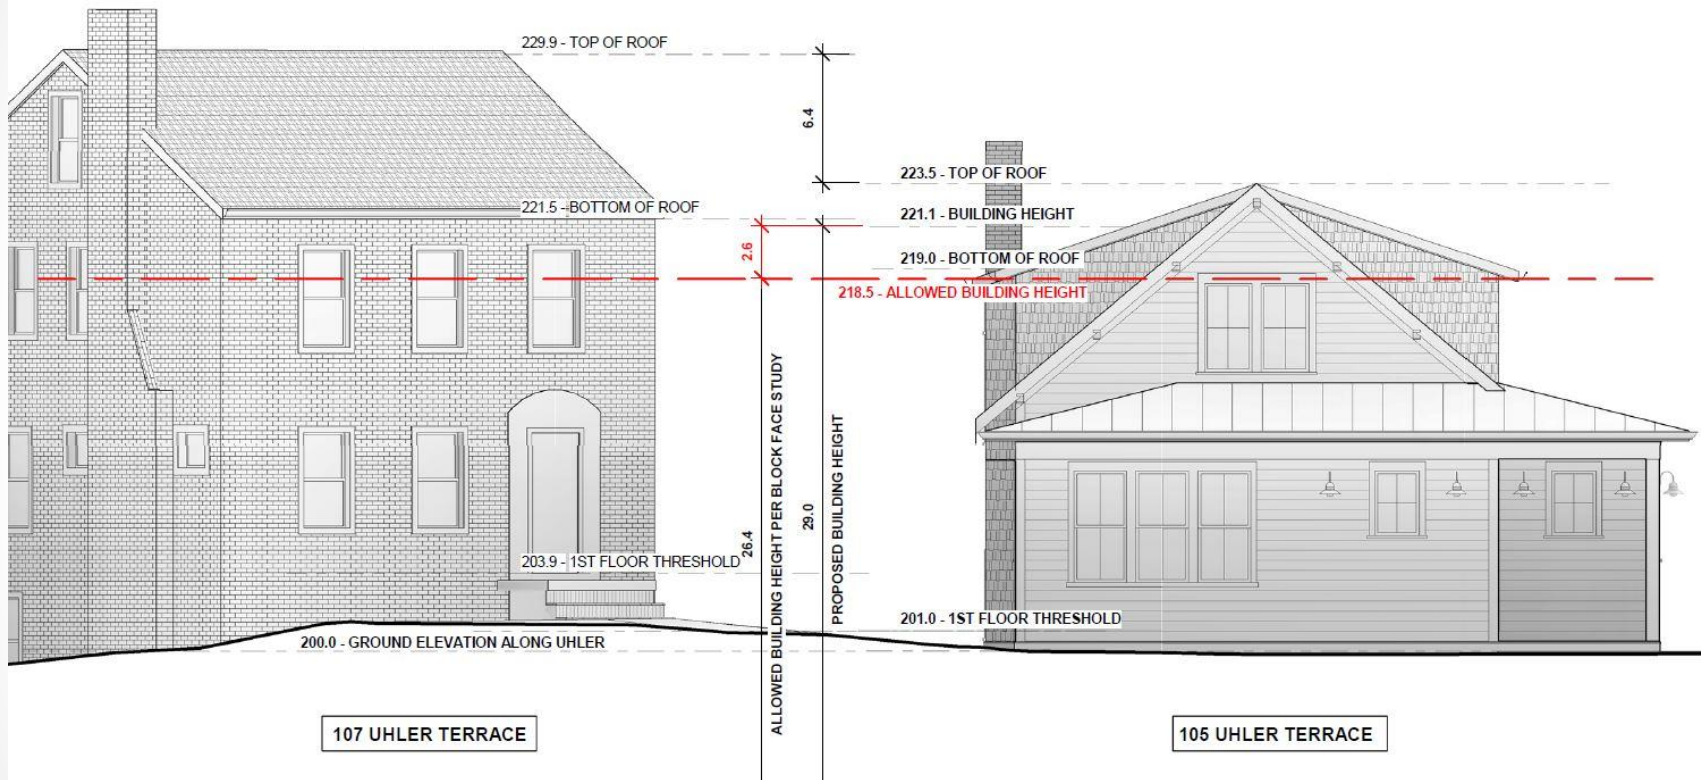 229.9 - TOP OF ROOF
6.4
223.5 - TOP OF ROOF
221.5 - BOTTOM OF ROOF
221.1 - BUILDING HEIGHT
2.6
219.0 - BOTTOM OF ROOF
218.5 - ALLOWED BUILDING HEIGHT
26.4
ALLOWED BUILDING HEIGHT PER BLOCK FACE STUDY
29.0
PROPOSED BUILDING HEIGHT
203.9 - 1ST FLOOR THRESHOLD
201.0 - 1ST FLOOR THRESHOLD
200.0 - GROUND ELEVATION ALONG UHLER
107 UHLER TERRACE
105 UHLER TERRACE